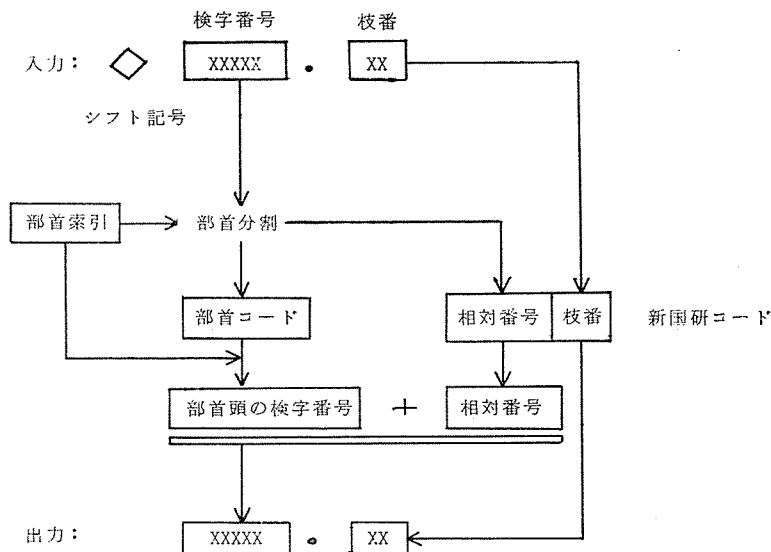 検字番号 枝番
入力： XXXXX . XX
シフト記号
部首索引 部首分割
部首コード 相対番号 枝番 新国研コード
部首頭の検字番号 + 相対番号
出力： XXXXX . XX